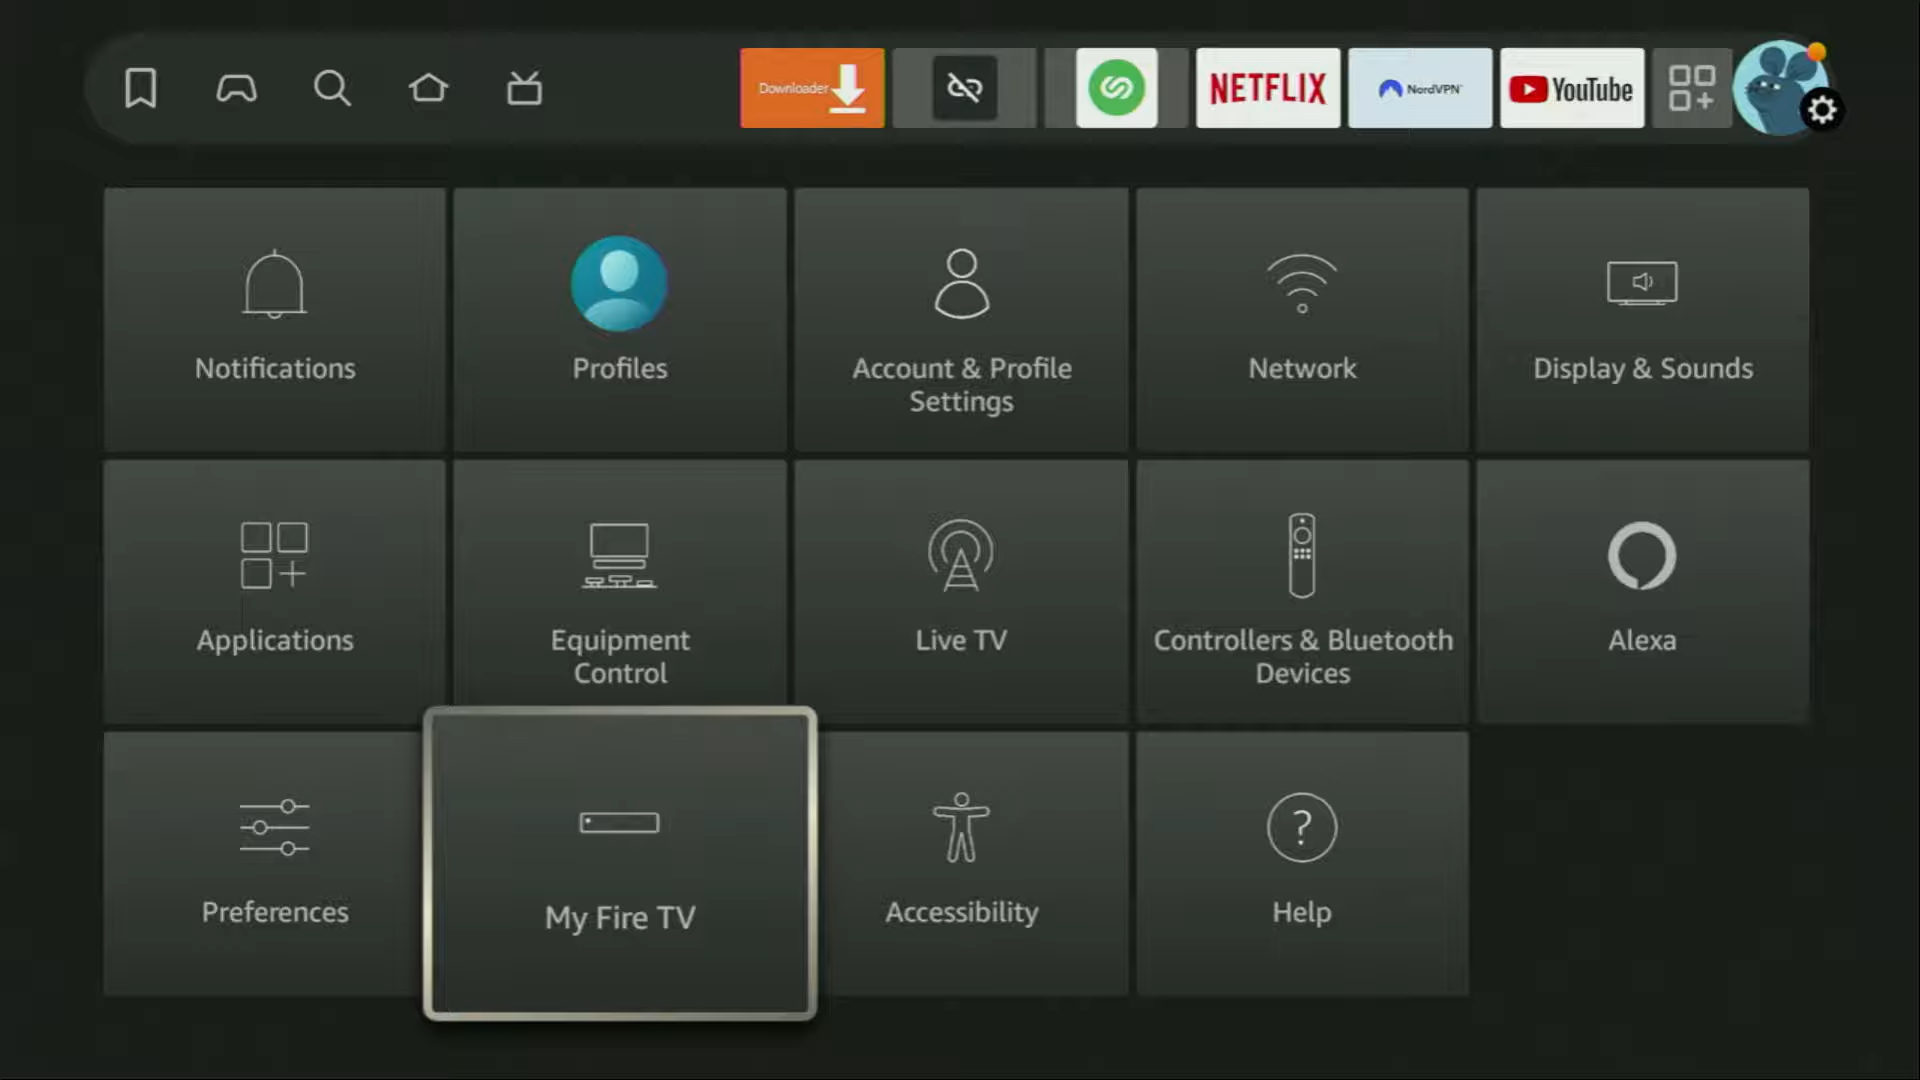 Downloader
NETFLIX
NordVPN
YouTube
Notifications
Profiles
Account & Profile
Settings
Network
Display & Sounds
Applications
Equipment
Control
Live TV
Controllers & Bluetooth
Devices
Alexa
Preferences
My Fire TV
Accessibility
?
Help